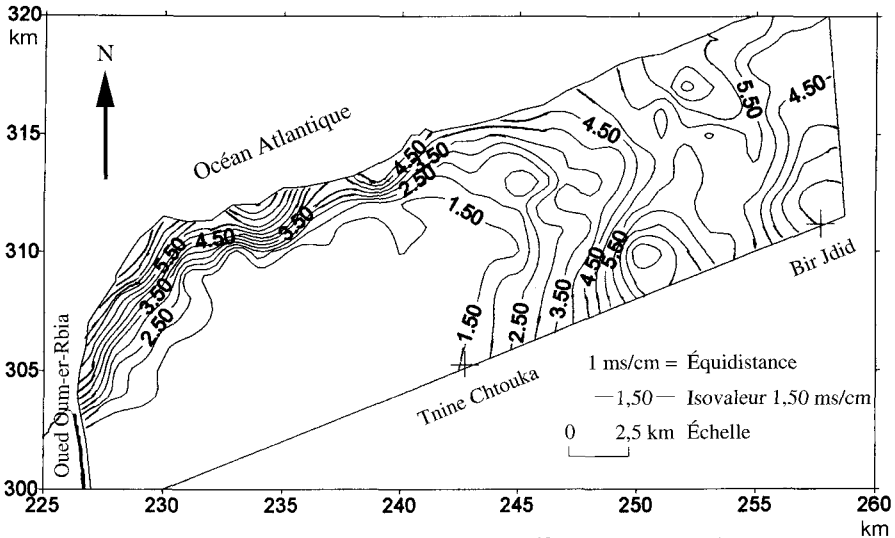 320
km
N
Océan Atlantique
315
310
305
300
5.50
4.50
3.50
2.50
4.50
3.50
3.50
2.50
1.50
4.50
5.50
4.50
4.50
5.50
3.50
2.50
1.50
Bir Jdid
Tnine Chtouka
Oued Oum-er-Rbia
1 ms/cm = Équidistance
—1,50— Isovaleur 1,50 ms/cm
0 2,5 km Échelle
225 230 235 240 245 250 255 260
km